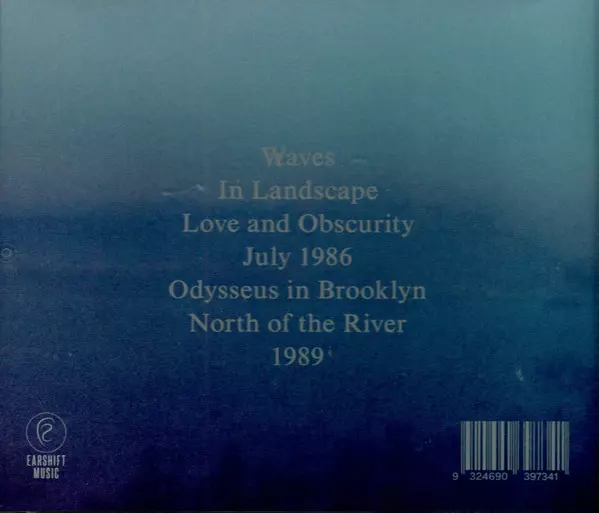 Waves
In Landscape
Love and Obscurity
July 1986
Odysseus in Brooklyn
North of the River
1989
EARSHIFT
MUSIC
9 324690 397341